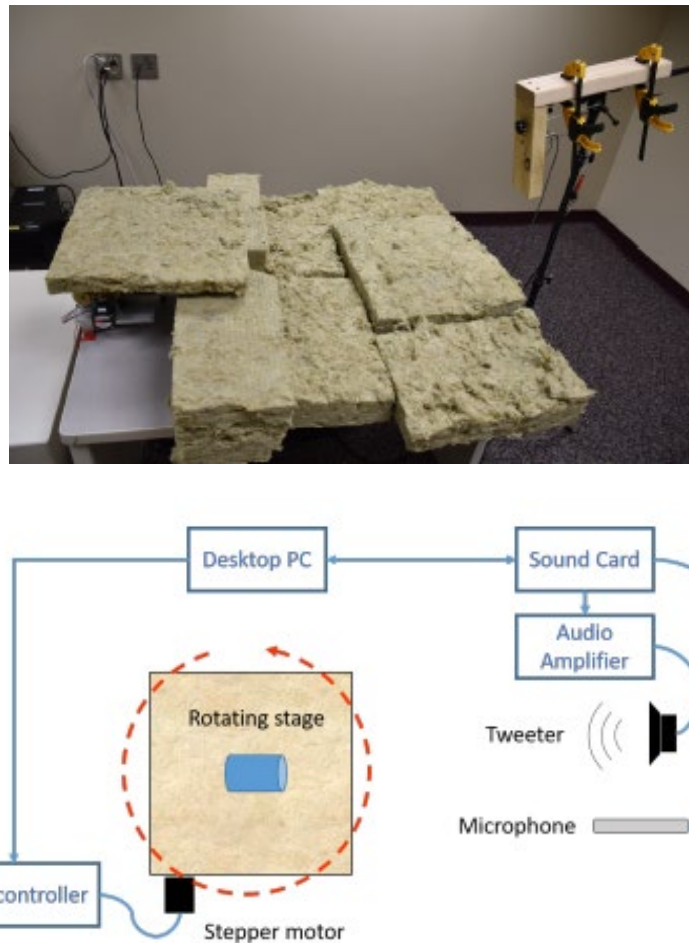 Desktop PC
Sound Card
Audio
Amplifier
Rotating stage
Tweeter
Microphone
controller
Stepper motor